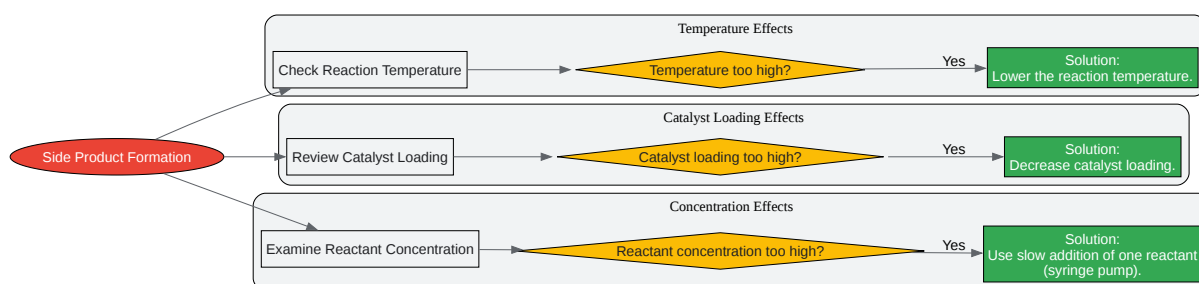 Temperature Effects
Check Reaction Temperature
Temperature too high?
Yes
Solution:
Lower the reaction temperature.
Side Product Formation
Catalyst Loading Effects
Review Catalyst Loading
Catalyst loading too high?
Yes
Solution:
Decrease catalyst loading.
Concentration Effects
Examine Reactant Concentration
Reactant concentration too high?
Yes
Solution:
Use slow addition of one reactant
(syringe pump).